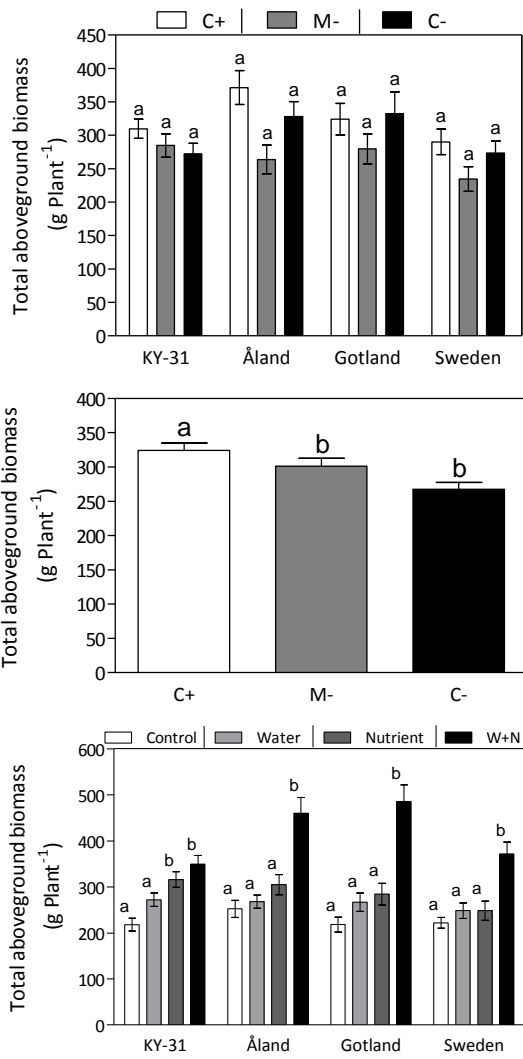 C+ M- C-
Total aboveground biomass
(g Plant⁻¹)
450
400
350
300
250
200
150
100
50
0
a a a a a a a a a a a a
KY-31 Åland Gotland Sweden
Total aboveground biomass
(g Plant⁻¹)
400
350
300
250
200
150
100
50
0
a b b
C+ M- C-
Control Water Nutrient W+N
Total aboveground biomass
(g Plant⁻¹)
600
500
400
300
200
100
0
a a b b a a a b a a a b a a a b
KY-31 Åland Gotland Sweden